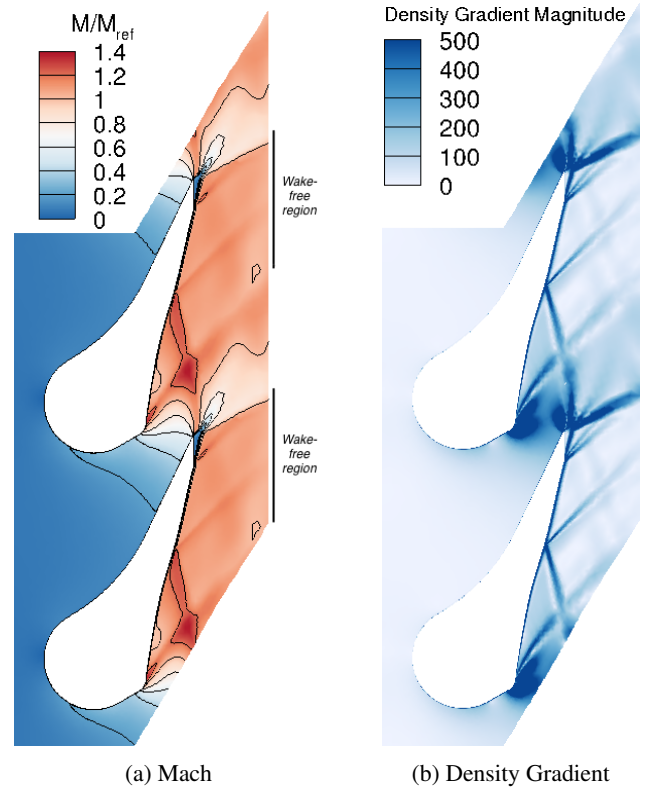 M/Mref
1.4
1.2
1
0.8
0.6
0.4
0.2
0
Wake-
free
region
Wake-
free
region
(a) Mach
Density Gradient Magnitude
500
400
300
200
100
0
(b) Density Gradient